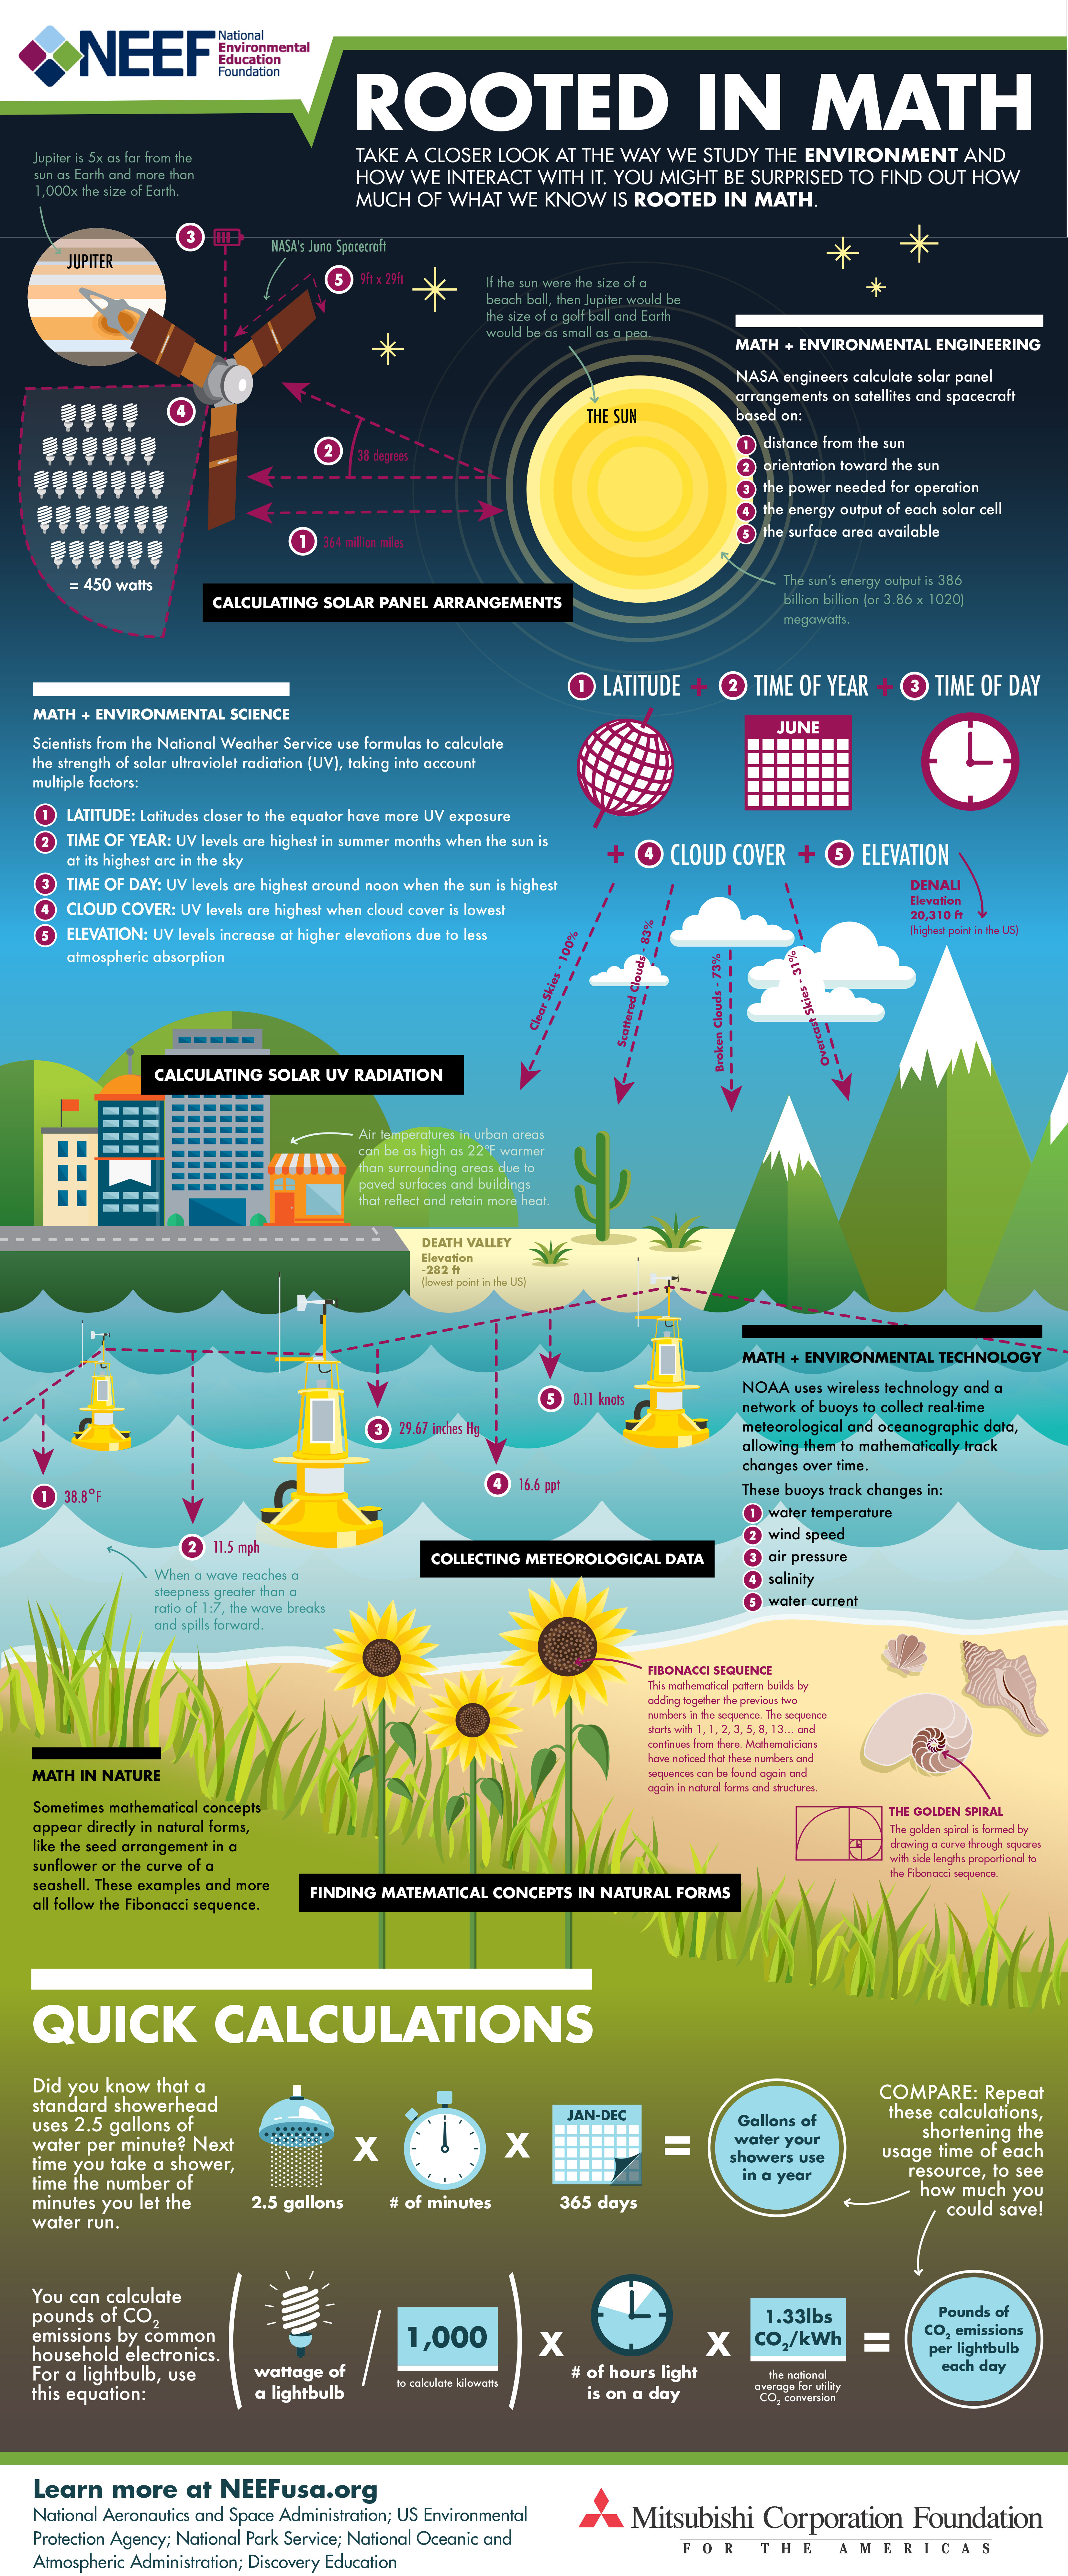 NEEF
National
Environmental
Education
Foundation
ROOTED IN MATH
TAKE A CLOSER LOOK AT THE WAY WE STUDY THE ENVIRONMENT AND
HOW WE INTERACT WITH IT. YOU MIGHT BE SURPRISED TO FIND OUT HOW
MUCH OF WHAT WE KNOW IS ROOTED IN MATH.
Jupiter is 5x as far from the
sun as Earth and more than
1,000x the size of Earth.
JUPITER
3
NASA's Juno Spacecraft
5 9ft x 29ft
If the sun were the size of a
beach ball, then Jupiter would be
the size of a golf ball and Earth
would be as small as a pea.
THE SUN
4
2 38 degrees
1 364 million miles
= 450 watts
CALCULATING SOLAR PANEL ARRANGEMENTS
MATH + ENVIRONMENTAL ENGINEERING
NASA engineers calculate solar panel
arrangements on satellites and spacecraft
based on:
1 distance from the sun
2 orientation toward the sun
3 the power needed for operation
4 the energy output of each solar cell
5 the surface area available
The sun's energy output is 386
billion billion (or 3.86 x 1020)
megawatts.
MATH + ENVIRONMENTAL SCIENCE
Scientists from the National Weather Service use formulas to calculate
the strength of solar ultraviolet radiation (UV), taking into account
multiple factors:
1 LATITUDE: Latitudes closer to the equator have more UV exposure
2 TIME OF YEAR: UV levels are highest in summer months when the sun is
at its highest arc in the sky
3 TIME OF DAY: UV levels are highest around noon when the sun is highest
4 CLOUD COVER: UV levels are highest when cloud cover is lowest
5 ELEVATION: UV levels increase at higher elevations due to less
atmospheric absorption
1 LATITUDE + 2 TIME OF YEAR + 3 TIME OF DAY
JUNE
+ 4 CLOUD COVER + 5 ELEVATION
DENALI
Elevation
20,310 ft
(highest point in the US)
Clear Skies - 100%
Scattered Clouds - 83%
Broken Clouds - 73%
Overcast Skies - 31%
CALCULATING SOLAR UV RADIATION
Air temperatures in urban areas
can be as high as 22°F warmer
than surrounding areas due to
paved surfaces and buildings
that reflect and retain more heat.
DEATH VALLEY
Elevation
-282 ft
(lowest point in the US)
1 38.8°F
2 11.5 mph
3 29.67 inches Hg
4 16.6 ppt
5 0.11 knots
When a wave reaches a
steepness greater than a
ratio of 1:7, the wave breaks
and spills forward.
COLLECTING METEOROLOGICAL DATA
MATH + ENVIRONMENTAL TECHNOLOGY
NOAA uses wireless technology and a
network of buoys to collect real-time
meteorological and oceanographic data,
allowing them to mathematically track
changes over time.
These buoys track changes in:
1 water temperature
2 wind speed
3 air pressure
4 salinity
5 water current
FIBONACCI SEQUENCE
This mathematical pattern builds by
adding together the previous two
numbers in the sequence. The sequence
starts with 1, 1, 2, 3, 5, 8, 13... and
continues from there. Mathematicians
have noticed that these numbers and
sequences can be found again and
again in natural forms and structures.
THE GOLDEN SPIRAL
The golden spiral is formed by
drawing a curve through squares
with side lengths proportional to
the Fibonacci sequence.
MATH IN NATURE
Sometimes mathematical concepts
appear directly in natural forms,
like the seed arrangement in a
sunflower or the curve of a
seashell. These examples and more
all follow the Fibonacci sequence.
FINDING MATEMATICAL CONCEPTS IN NATURAL FORMS
QUICK CALCULATIONS
Did you know that a
standard showerhead
uses 2.5 gallons of
water per minute? Next
time you take a shower,
time the number of
minutes you let the
water run.
2.5 gallons
x
# of minutes
x
JAN-DEC
365 days
=
Gallons of
water your
showers use
in a year
COMPARE: Repeat
these calculations,
shortening the
usage time of each
resource, to see
how much you
could save!
You can calculate
pounds of CO2
emissions by common
household electronics.
For a lightbulb, use
this equation:
(
wattage of
a lightbulb
/
1,000
to calculate kilowatts
)
x
# of hours light
is on a day
x
1.33lbs
CO2/kWh
the national
average for utility
CO2 conversion
=
Pounds of
CO2 emissions
per lightbulb
each day
Learn more at NEEFusa.org
National Aeronautics and Space Administration; US Environmental
Protection Agency; National Park Service; National Oceanic and
Atmospheric Administration; Discovery Education
Mitsubishi Corporation Foundation
FOR THE AMERICAS